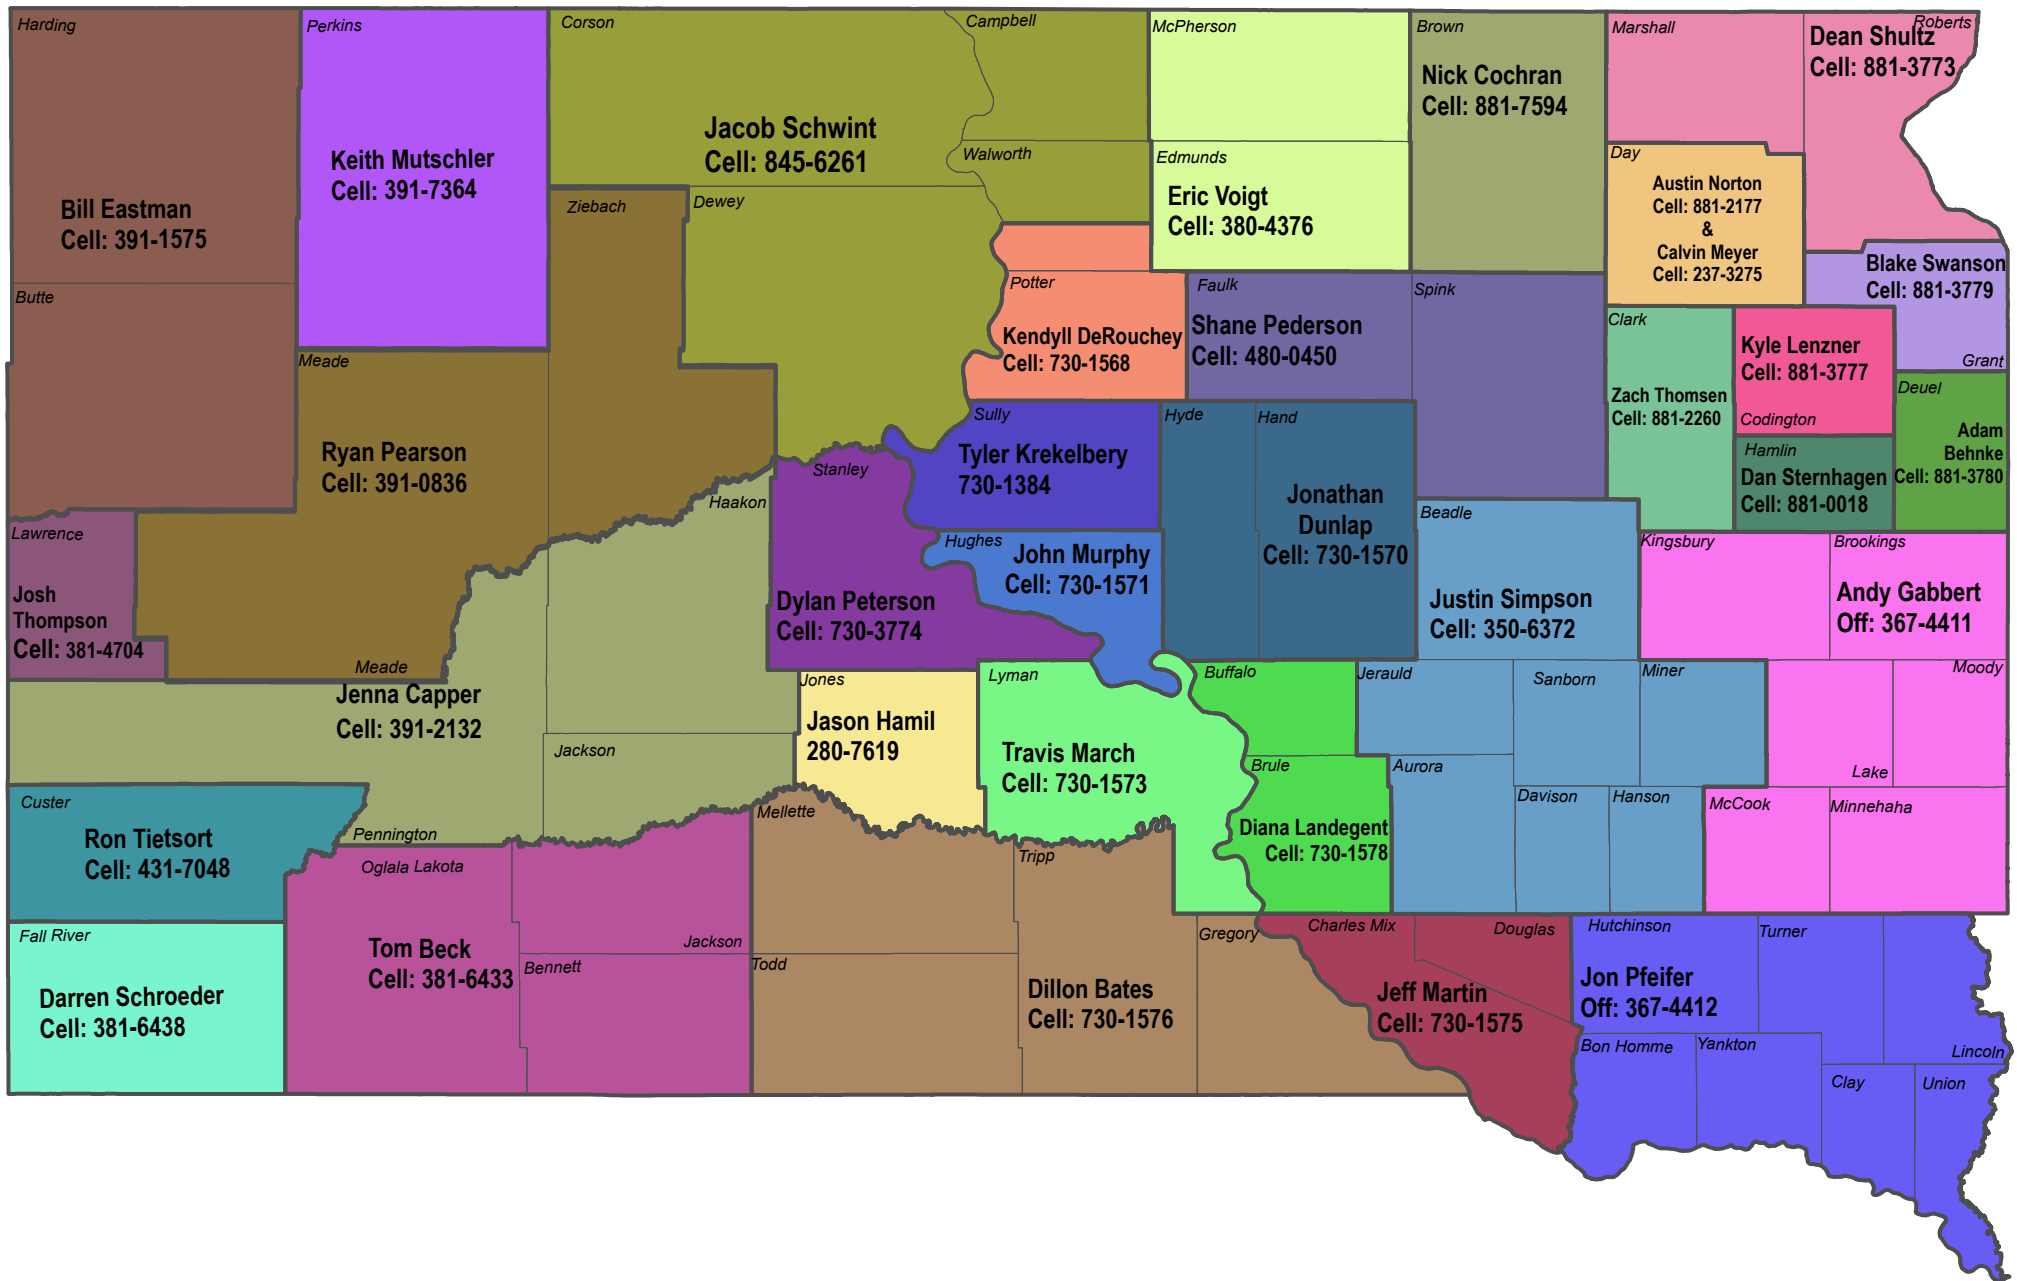 Harding
Perkins
Corson
Campbell
McPherson
Brown
Marshall
Roberts
Dean Shultz
Cell: 881-3773
Nick Cochran
Cell: 881-7594
Jacob Schwint
Cell: 845-6261
Keith Mutschler
Cell: 391-7364
Walworth
Edmunds
Day
Austin Norton
Cell: 881-2177
&
Calvin Meyer
Cell: 237-3275
Bill Eastman
Cell: 391-1575
Ziebach
Dewey
Eric Voigt
Cell: 380-4376
Blake Swanson
Cell: 881-3779
Grant
Butte
Potter
Kendyll DeRouchey
Cell: 730-1568
Faulk
Shane Pederson
Cell: 480-0450
Spink
Clark
Zach Thomsen
Cell: 881-2260
Kyle Lenzner
Cell: 881-3777
Codington
Deuel
Adam
Behnke
Cell: 881-3780
Meade
Ryan Pearson
Cell: 391-0836
Meade
Sully
Tyler Krekelbery
730-1384
Hyde
Hand
Jonathan
Dunlap
Cell: 730-1570
Hamlin
Dan Sternhagen
Cell: 881-0018
Stanley
Dylan Peterson
Cell: 730-3774
Haakon
Lawrence
Josh
Thompson
Cell: 381-4704
Hughes
John Murphy
Cell: 730-1571
Beadle
Justin Simpson
Cell: 350-6372
Kingsbury
Brookings
Andy Gabbert
Off: 367-4411
Jenna Capper
Cell: 391-2132
Jones
Jason Hamil
280-7619
Lyman
Travis March
Cell: 730-1573
Buffalo
Jerauld
Sanborn
Miner
Moody
Lake
Jackson
Brule
Diana Landegent
Cell: 730-1578
Aurora
Davison
Hanson
McCook
Minnehaha
Custer
Ron Tietsort
Cell: 431-7048
Pennington
Mellette
Tripp
Oglala Lakota
Tom Beck
Cell: 381-6433
Jackson
Bennett
Todd
Dillon Bates
Cell: 730-1576
Gregory
Charles Mix
Douglas
Jeff Martin
Cell: 730-1575
Hutchinson
Turner
Jon Pfeifer
Off: 367-4412
Lincoln
Fall River
Darren Schroeder
Cell: 381-6438
Bon Homme
Yankton
Clay
Union